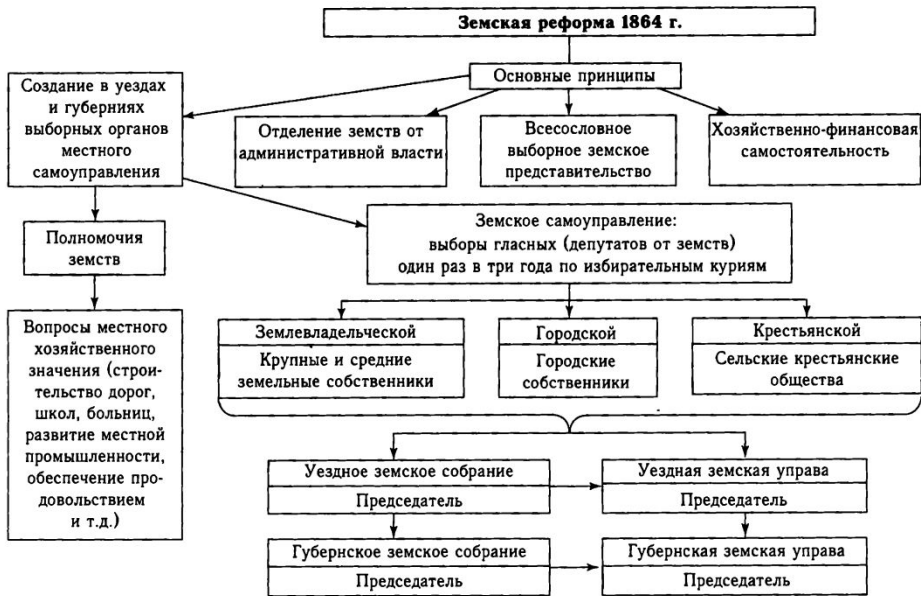 Земская реформа 1864 г.
Основные принципы
Создание в уездах
и губерниях
выборных органов
местного
самоуправления
Отделение земств от
административной власти
Всесословное
выборное земское
представительство
Хозяйственно-финансовая
самостоятельность
Полномочия
земств
Земское самоуправление:
выборы гласных (депутатов от земств)
один раз в три года по избирательным куриям
Вопросы местного
хозяйственного
значения (строи-
тельство дорог,
школ, больниц,
развитие местной
промышленности,
обеспечение про-
довольствием
и т.д.)
Землевладельческой
Крупные и средние
земельные собственники
Городской
Городские
собственники
Крестьянской
Сельские крестьянские
общества
Уездное земское собрание
Председатель
Уездная земская управа
Председатель
Губернское земское собрание
Председатель
Губернская земская управа
Председатель